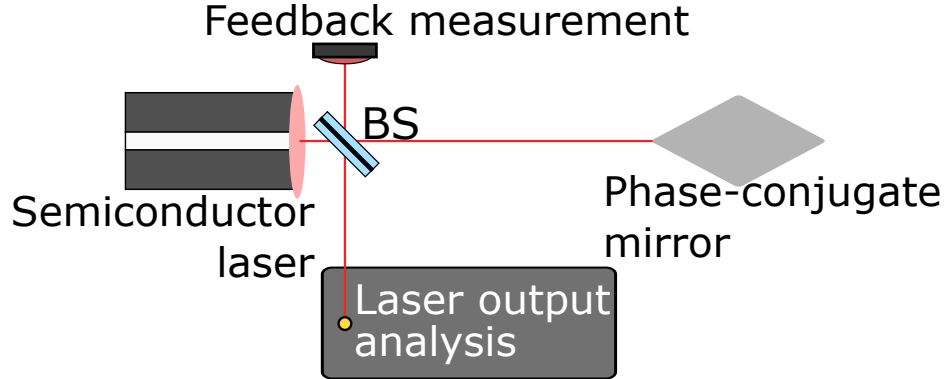 Feedback measurement
BS
Semiconductor
laser
Phase-conjugate
mirror
Laser output
analysis